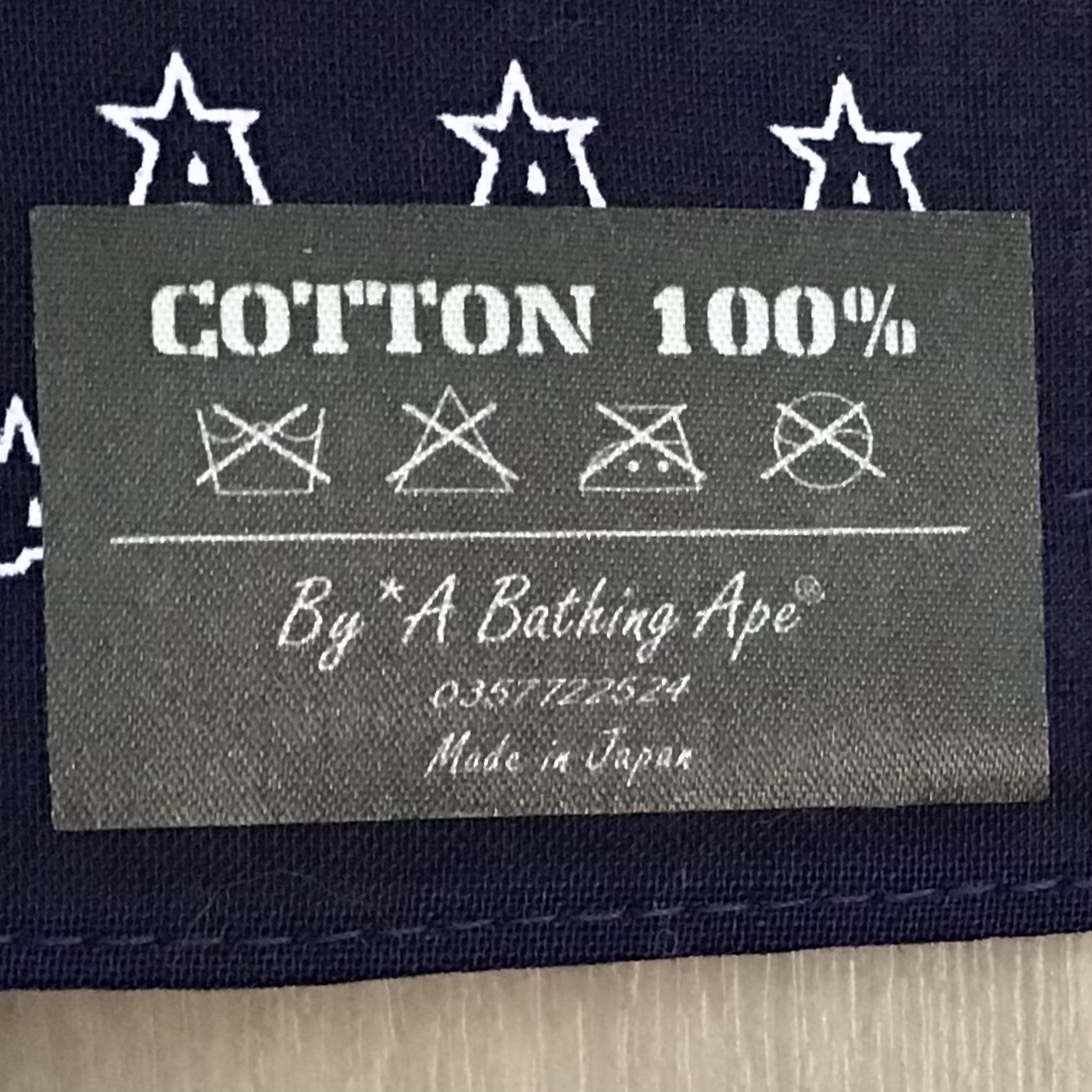 COTTON 100%
By *A Bathing Ape®
0357722524
Made in Japan